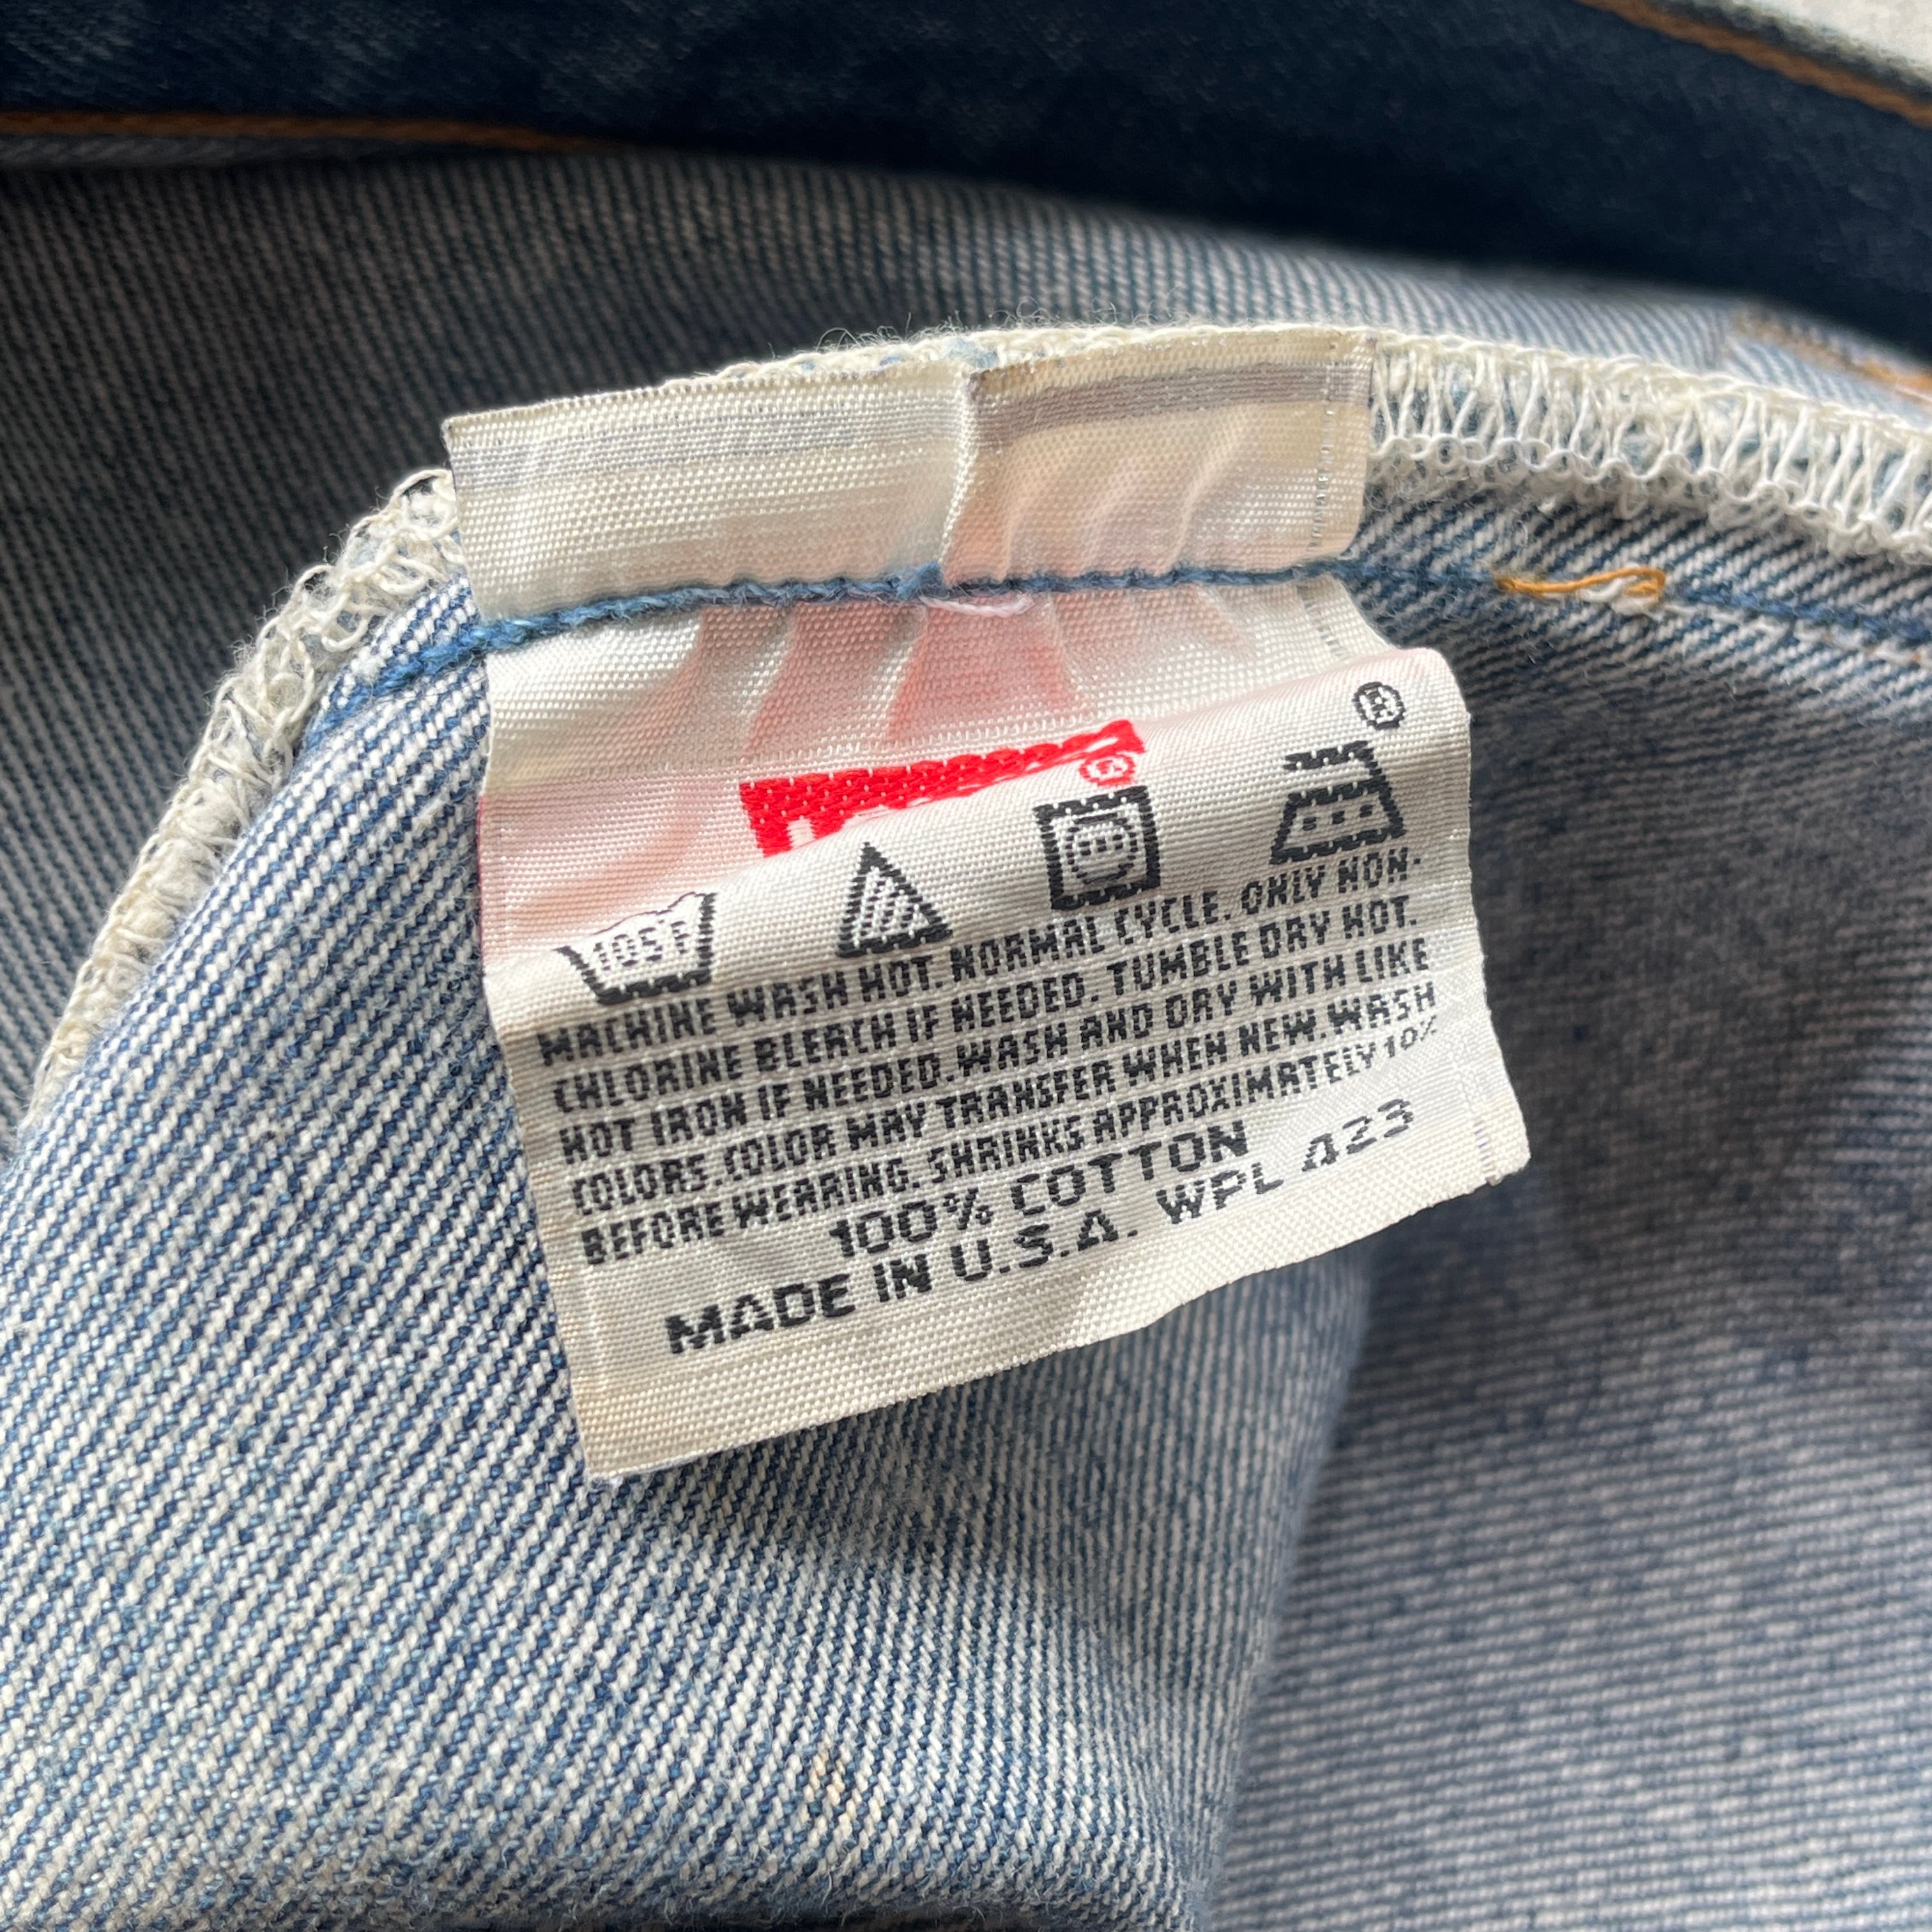 ®
®
105°F
MACHINE WASH HOT. NORMAL CYCLE. ONLY NON-
CHLORINE BLEACH IF NEEDED. TUMBLE DRY HOT.
HOT IRON IF NEEDED. WASH AND DRY WITH LIKE
COLORS. COLOR MAY TRANSFER WHEN NEW. WASH
BEFORE WEARING. SHRINKS APPROXIMATELY 10%
100% COTTON
MADE IN U.S.A. WPL 423